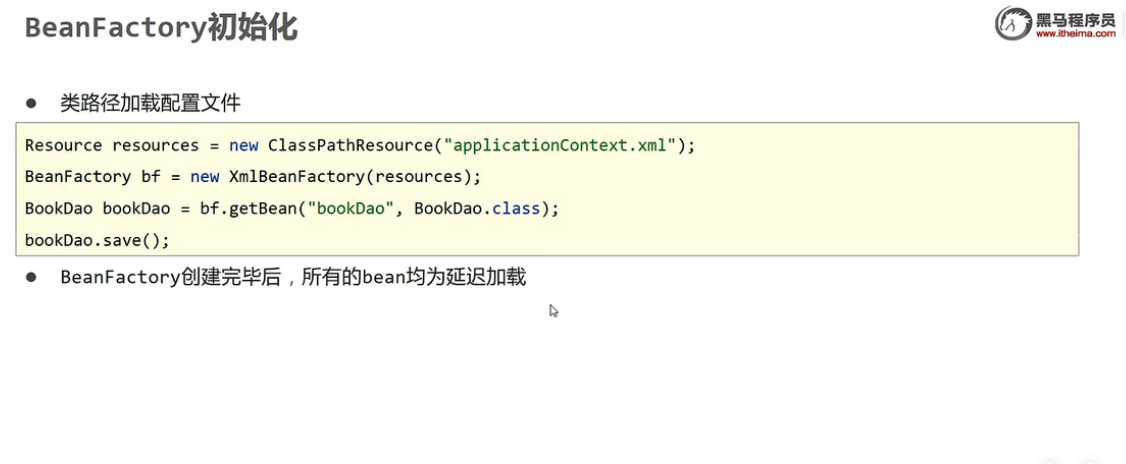 BeanFactory初始化
黑马程序员
www.itheima.com
● 类路径加载配置文件
Resource resources = new ClassPathResource("applicationContext.xml");
BeanFactory bf = new XmlBeanFactory(resources);
BookDao bookDao = bf.getBean("bookDao", BookDao.class);
bookDao.save();
● BeanFactory创建完毕后，所有的bean均为延迟加载